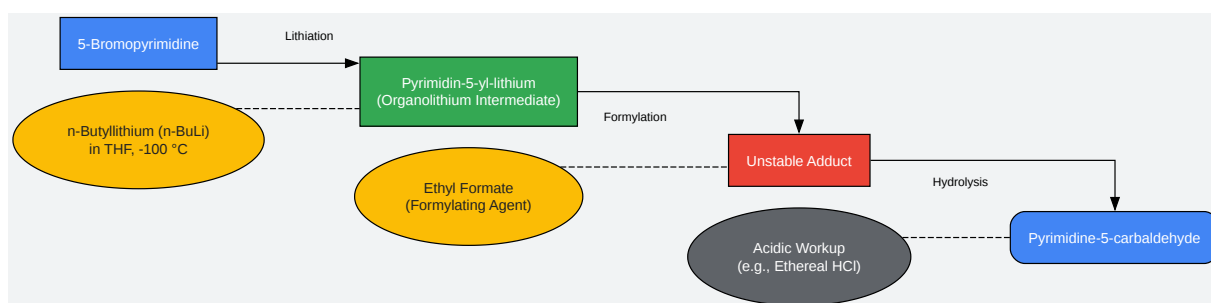 5-Bromopyrimidine
Lithiation
Pyrimidin-5-yl-lithium
(Organolithium Intermediate)
n-Butyllithium (n-BuLi)
in THF, -100 °C
Formylation
Unstable Adduct
Ethyl Formate
(Formylating Agent)
Hydrolysis
Pyrimidine-5-carbaldehyde
Acidic Workup
(e.g., Ethereal HCl)